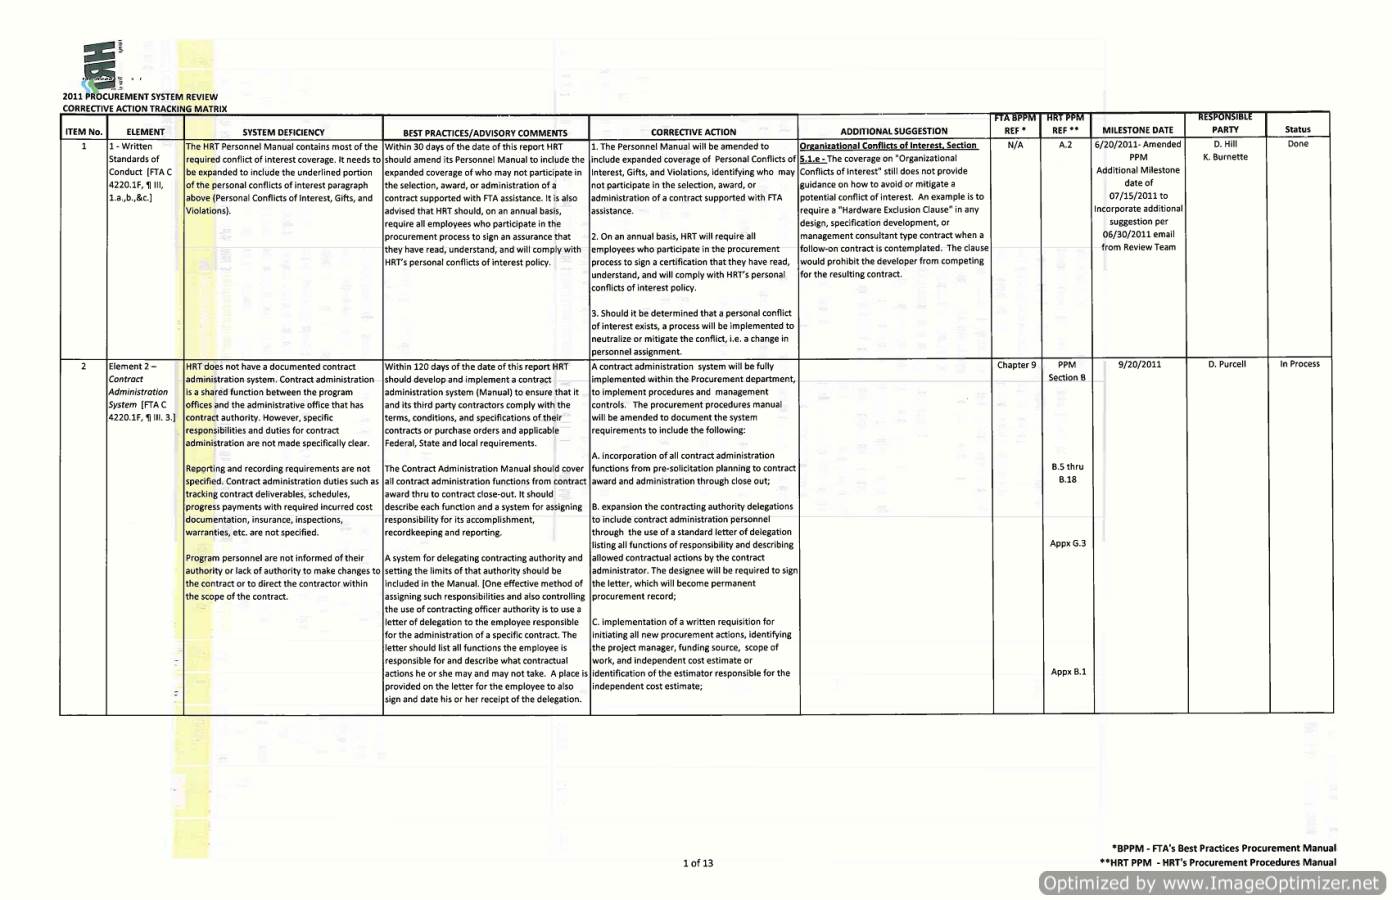 HRT
2011 PROCUREMENT SYSTEM REVIEW
CORRECTIVE ACTION TRACKING MATRIX
ITEM No.
ELEMENT
SYSTEM DEFICIENCY
BEST PRACTICES/ADVISORY COMMENTS
CORRECTIVE ACTION
ADDITIONAL SUGGESTION
FTA BPPM
REF *
HRT PPM
REF **
MILESTONE DATE
RESPONSIBLE
PARTY
Status
1
1 - Written
Standards of
Conduct [FTA C
4220.1F, ¶ III,
1.a.,b.,&c.]
The HRT Personnel Manual contains most of the
required conflict of interest coverage. It needs to
be expanded to include the underlined portion
of the personal conflicts of interest paragraph
above (Personal Conflicts of Interest, Gifts, and
Violations).
Within 30 days of the date of this report HRT
should amend its Personnel Manual to include the
expanded coverage of who may not participate in
the selection, award, or administration of a
contract supported with FTA assistance. It is also
advised that HRT should, on an annual basis,
require all employees who participate in the
procurement process to sign an assurance that
they have read, understand, and will comply with
HRT's personal conflicts of interest policy.
1. The Personnel Manual will be amended to
include expanded coverage of Personal Conflicts of
Interest, Gifts, and Violations, identifying who may
not participate in the selection, award, or
administration of a contract supported with FTA
assistance.
2. On an annual basis, HRT will require all
employees who participate in the procurement
process to sign a certification that they have read,
understand, and will comply with HRT's personal
conflicts of interest policy.
3. Should it be determined that a personal conflict
of interest exists, a process will be implemented to
neutralize or mitigate the conflict, i.e. a change in
personnel assignment.
Organizational Conflicts of Interest, Section
5.1.e - The coverage on "Organizational
Conflicts of Interest" still does not provide
guidance on how to avoid or mitigate a
potential conflict of interest. An example is to
require a "Hardware Exclusion Clause" in any
design, specification development, or
management consultant type contract when a
follow-on contract is contemplated. The clause
would prohibit the developer from competing
for the resulting contract.
N/A
A.2
6/20/2011- Amended
PPM
Additional Milestone
date of
07/15/2011 to
Incorporate additional
suggestion per
06/30/2011 email
from Review Team
D. Hill
K. Burnette
Done
2
Element 2 –
Contract
Administration
System [FTA C
4220.1F, ¶ III. 3.]
HRT does not have a documented contract
administration system. Contract administration
is a shared function between the program
offices and the administrative office that has
contract authority. However, specific
responsibilities and duties for contract
administration are not made specifically clear.
Reporting and recording requirements are not
specified. Contract administration duties such as
tracking contract deliverables, schedules,
progress payments with required incurred cost
documentation, insurance, inspections,
warranties, etc. are not specified.
Program personnel are not informed of their
authority or lack of authority to make changes to
the contract or to direct the contractor within
the scope of the contract.
Within 120 days of the date of this report HRT
should develop and implement a contract
administration system (Manual) to ensure that it
and its third party contractors comply with the
terms, conditions, and specifications of their
contracts or purchase orders and applicable
Federal, State and local requirements.
The Contract Administration Manual should cover
all contract administration functions from contract
award thru to contract close-out. It should
describe each function and a system for assigning
responsibility for its accomplishment,
recordkeeping and reporting.
A system for delegating contracting authority and
setting the limits of that authority should be
included in the Manual. [One effective method of
assigning such responsibilities and also controlling
the use of contracting officer authority is to use a
letter of delegation to the employee responsible
for the administration of a specific contract. The
letter should list all functions the employee is
responsible for and describe what contractual
actions he or she may and may not take. A place is
provided on the letter for the employee to also
sign and date his or her receipt of the delegation.
A contract administration system will be fully
implemented within the Procurement department,
to implement procedures and management
controls. The procurement procedures manual
will be amended to document the system
requirements to include the following:
A. incorporation of all contract administration
functions from pre-solicitation planning to contract
award and administration through close out;
B. expansion the contracting authority delegations
to include contract administration personnel
through the use of a standard letter of delegation
listing all functions of responsibility and describing
allowed contractual actions by the contract
administrator. The designee will be required to sign
the letter, which will become permanent
procurement record;
C. implementation of a written requisition for
initiating all new procurement actions, identifying
the project manager, funding source, scope of
work, and independent cost estimate or
identification of the estimator responsible for the
independent cost estimate;
Chapter 9
PPM
Section B
B.5 thru
B.18
Appx G.3
Appx B.1
9/20/2011
D. Purcell
In Process
*BPPM - FTA's Best Practices Procurement Manual
1 of 13
**HRT PPM - HRT's Procurement Procedures Manual
Optimized by www.ImageOptimizer.net